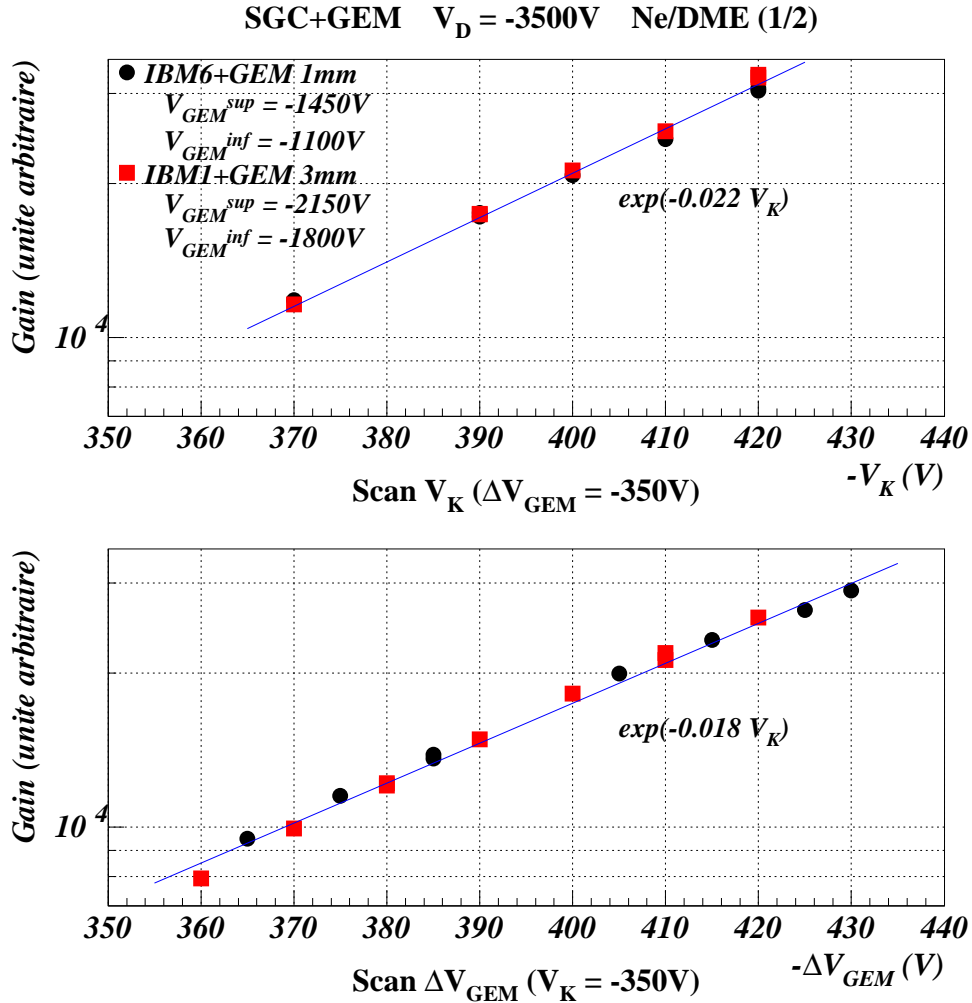 SGC+GEM V_D = -3500V Ne/DME (1/2)
Gain (unite arbitraire)
IBM6+GEM 1mm
V_GEM^sup = -1450V
V_GEM^inf = -1100V
IBM1+GEM 3mm
V_GEM^sup = -2150V
V_GEM^inf = -1800V
exp(-0.022 V_K)
10^4
350 360 370 380 390 400 410 420 430 440
-V_K (V)
Scan V_K (ΔV_GEM = -350V)
Gain (unite arbitraire)
exp(-0.018 V_K)
10^4
350 360 370 380 390 400 410 420 430 440
-ΔV_GEM (V)
Scan ΔV_GEM (V_K = -350V)